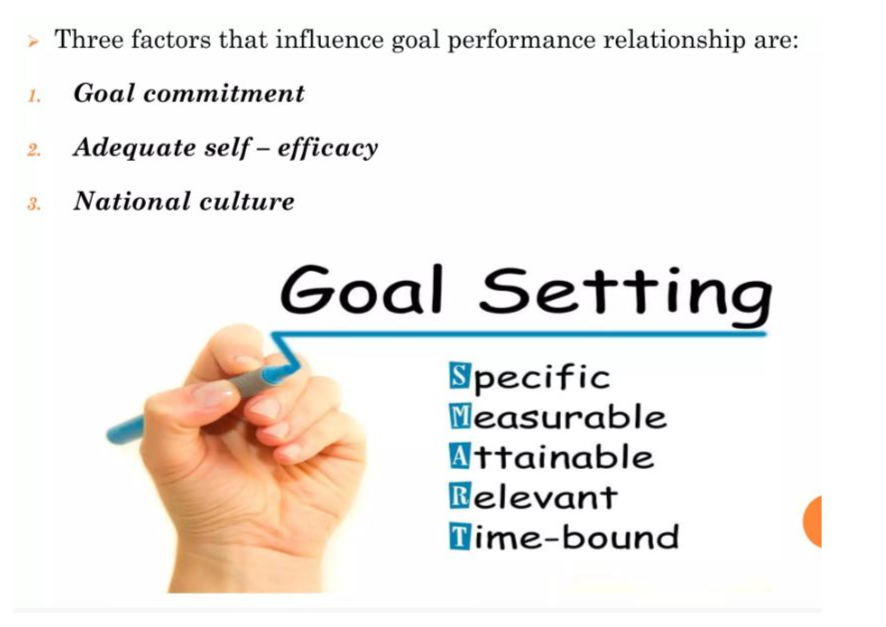 ➢ Three factors that influence goal performance relationship are:
1. Goal commitment
2. Adequate self – efficacy
3. National culture
Goal Setting
Specific
Measurable
Attainable
Relevant
Time-bound